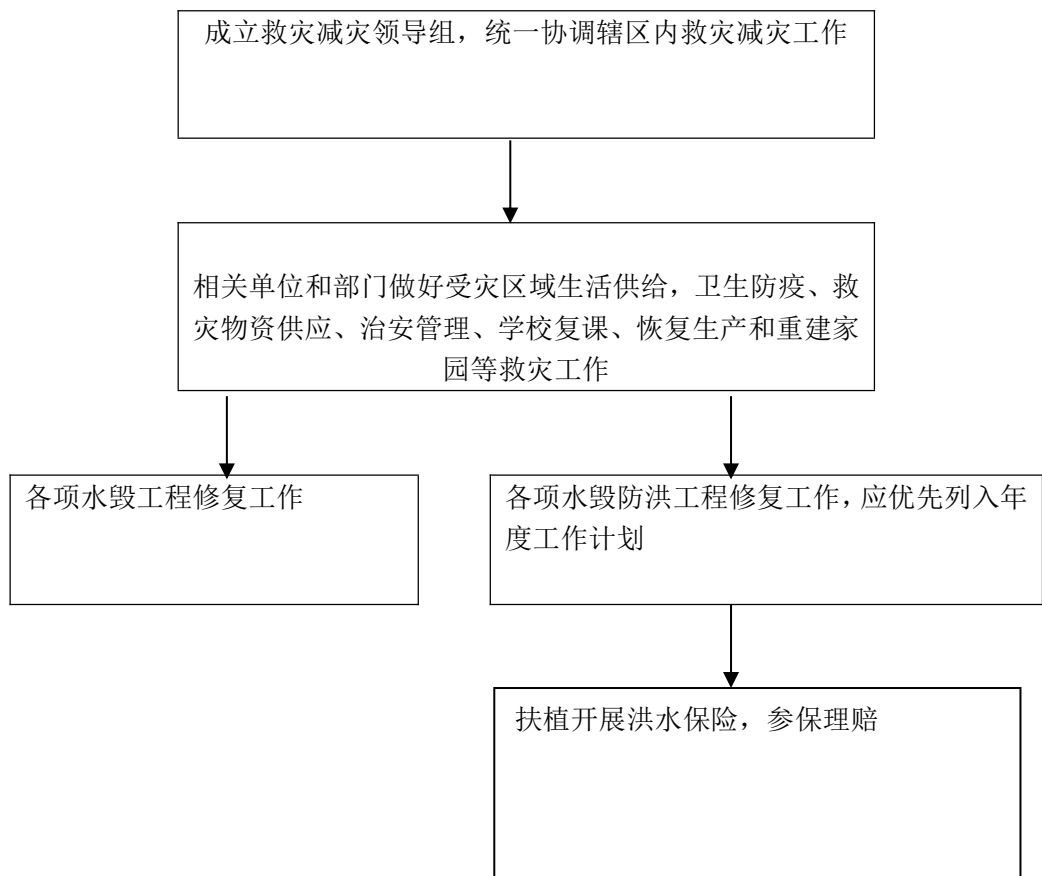 成立救灾减灾领导组，统一协调辖区内救灾减灾工作
相关单位和部门做好受灾区域生活供给，卫生防疫、救
灾物资供应、治安管理、学校复课、恢复生产和重建家
园等救灾工作
各项水毁工程修复工作
各项水毁防洪工程修复工作，应优先列入年
度工作计划
扶植开展洪水保险，参保理赔